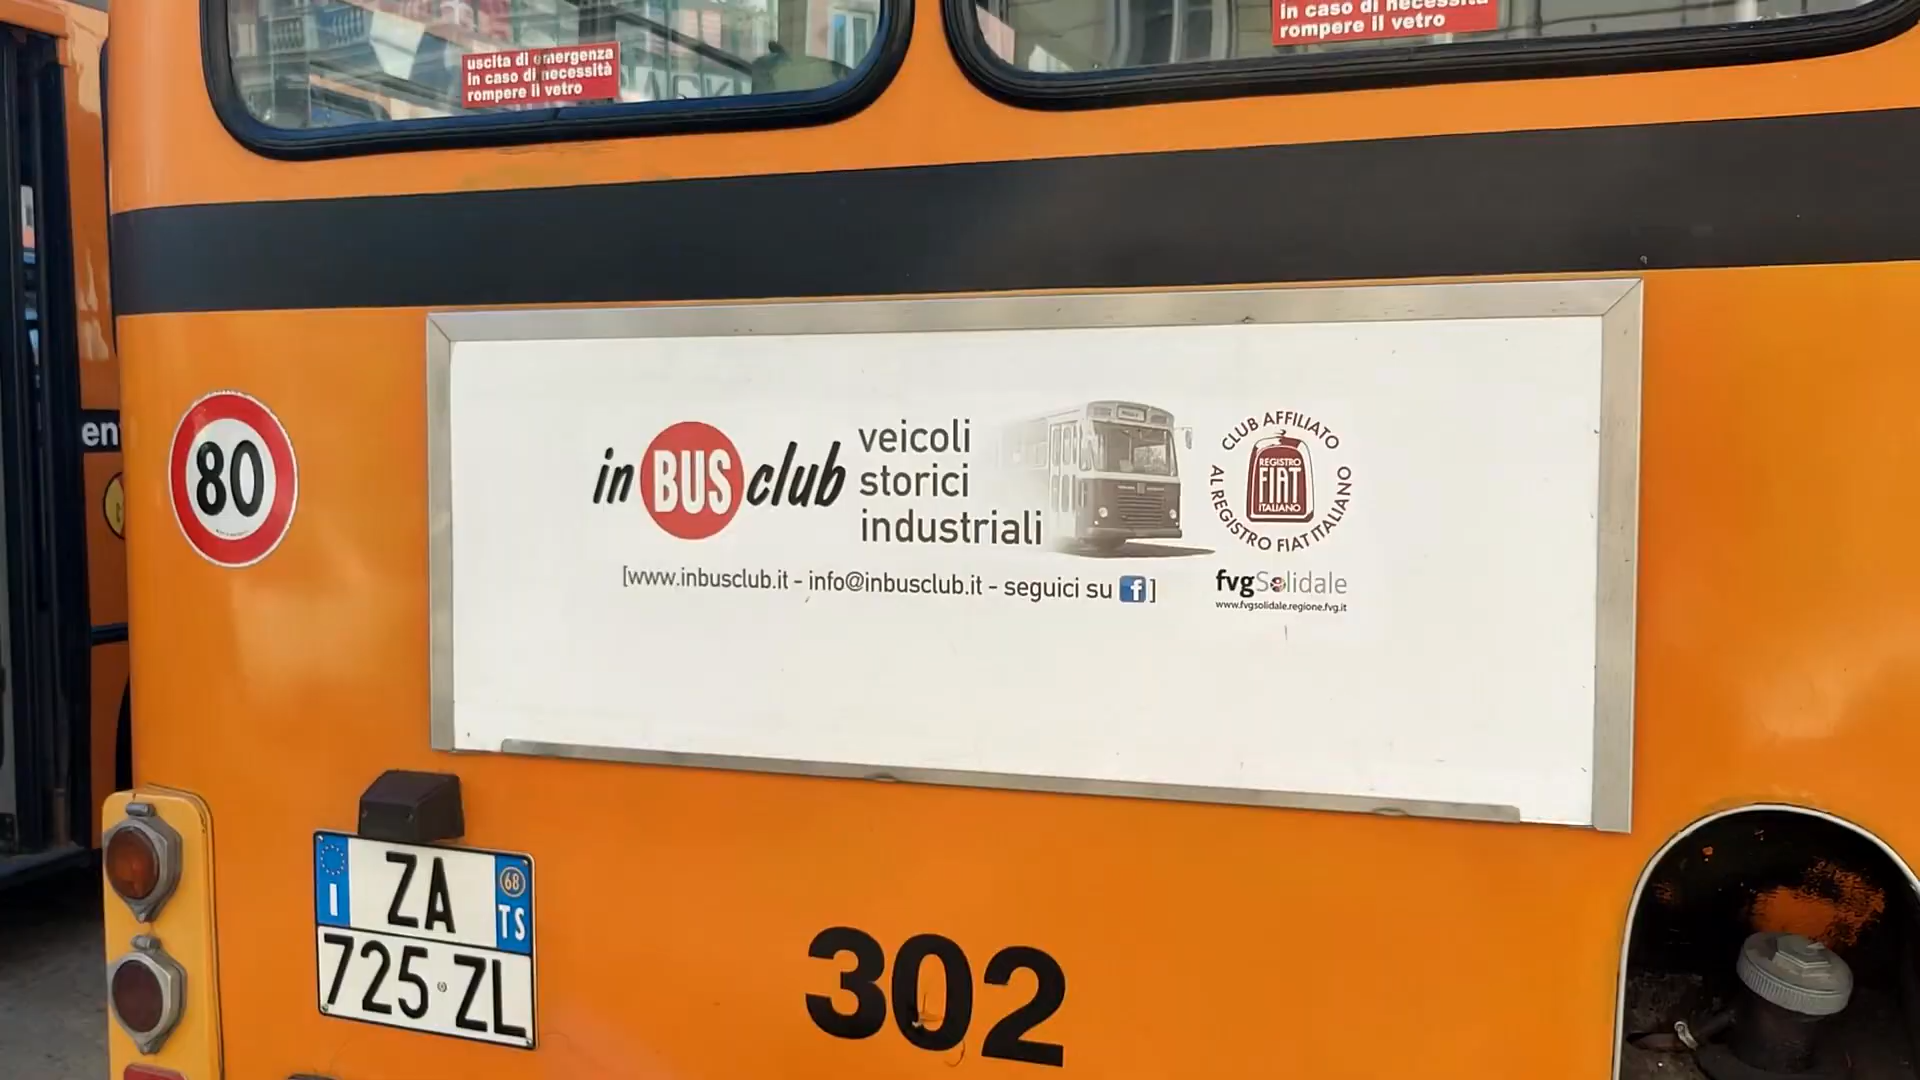 uscita di emergenza
in caso di necessità
rompere il vetro
in caso di necessità
rompere il vetro
80
in BUS club
veicoli
storici
industriali
CLUB AFFILIATO
AL REGISTRO FIAT ITALIANO
REGISTRO
FIAT
ITALIANO
[www.inbusclub.it - info@inbusclub.it - seguici su f]
fvgSolidale
www.fvgsolidale.regione.fvg.it
I
ZA
68
TS
725 ZL
302